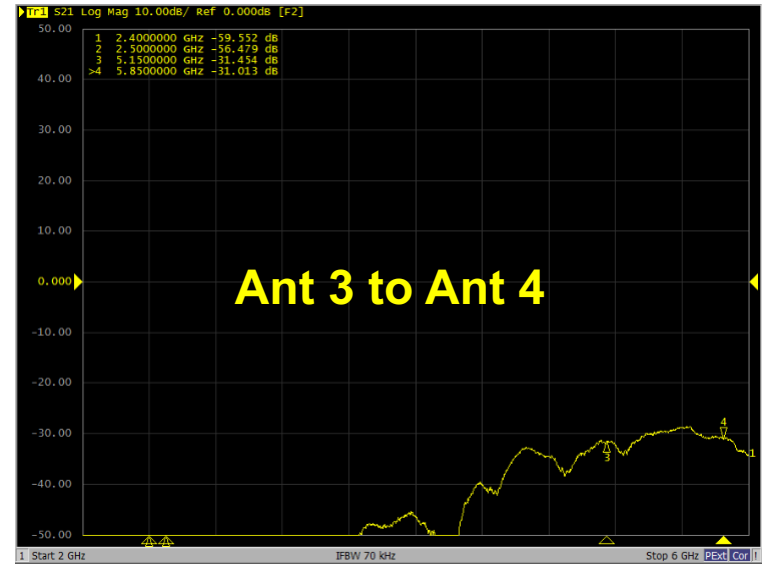 Tr1 S21 Log Mag 10.00dB/ Ref 0.000dB [F2]
50.00
1 2.4000000 GHz -59.552 dB
2 2.5000000 GHz -56.479 dB
3 5.1500000 GHz -31.454 dB
>4 5.8500000 GHz -31.013 dB
40.00
30.00
20.00
10.00
0.000
Ant 3 to Ant 4
-10.00
-20.00
-30.00
4
3
1
-40.00
-50.00
1 Start 2 GHz IFBW 70 kHz Stop 6 GHz PExt Cor !